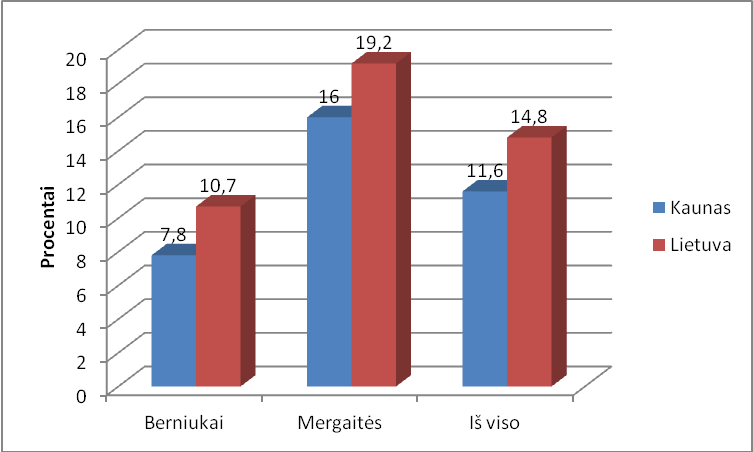 Procentai
20
18
16
14
12
10
8
6
4
2
0
7,8
10,7
16
19,2
11,6
14,8
Berniukai
Mergaitės
Iš viso
Kaunas
Lietuva